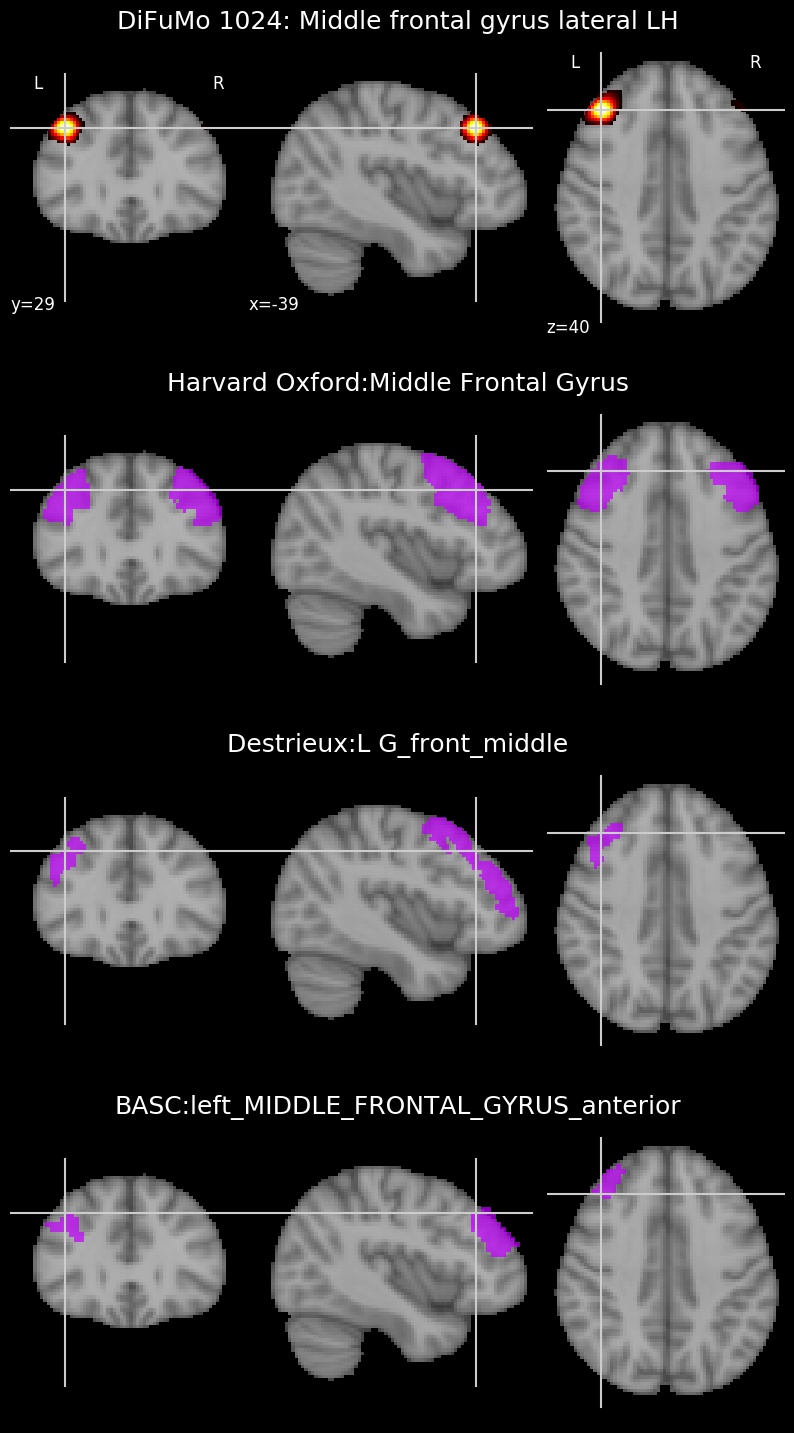 DiFuMo 1024: Middle frontal gyrus lateral LH
L R
L R
y=29
x=-39
z=40
Harvard Oxford:Middle Frontal Gyrus
Destrieux:L G_front_middle
BASC:left_MIDDLE_FRONTAL_GYRUS_anterior